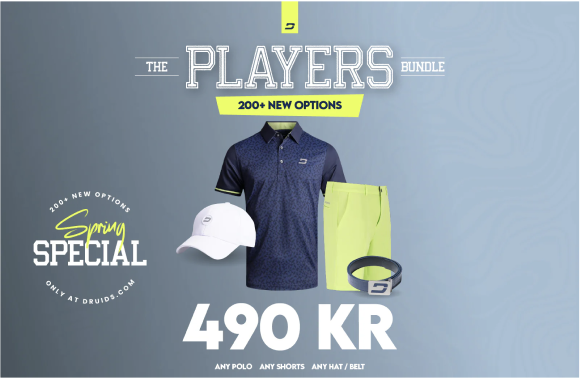 THE PLAYERS BUNDLE
200+ NEW OPTIONS
200+ NEW OPTIONS
Spring
SPECIAL
ONLY AT DRUIDS.COM
490 KR
ANY POLO ANY SHORTS ANY HAT / BELT